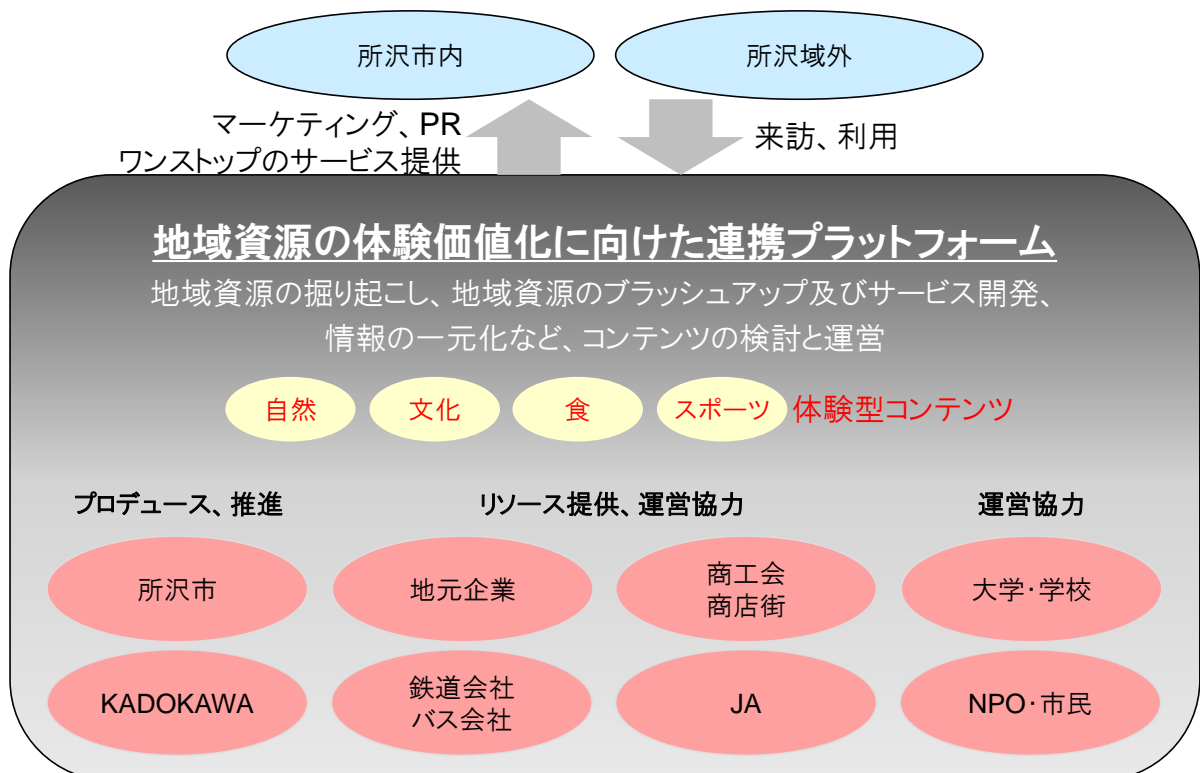 所沢市内
所沢域外
マーケティング、PR
ワンストップのサービス提供
来訪、利用
地域資源の体験価値化に向けた連携プラットフォーム
地域資源の掘り起こし、地域資源のブラッシュアップ及びサービス開発、
情報の一元化など、コンテンツの検討と運営
自然
文化
食
スポーツ
体験型コンテンツ
プロデュース、推進
リソース提供、運営協力
運営協力
所沢市
地元企業
商工会
商店街
大学・学校
KADOKAWA
鉄道会社
バス会社
JA
NPO・市民